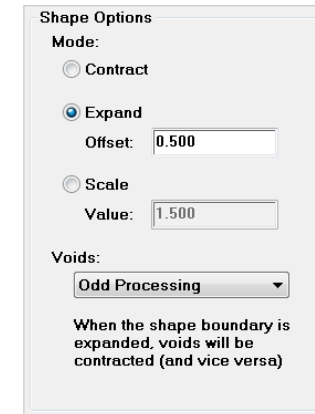 Shape Options
Mode:
Contract
Expand
Offset: 0.500
Scale
Value: 1.500
Voids:
Odd Processing
When the shape boundary is
expanded, voids will be
contracted (and vice versa)